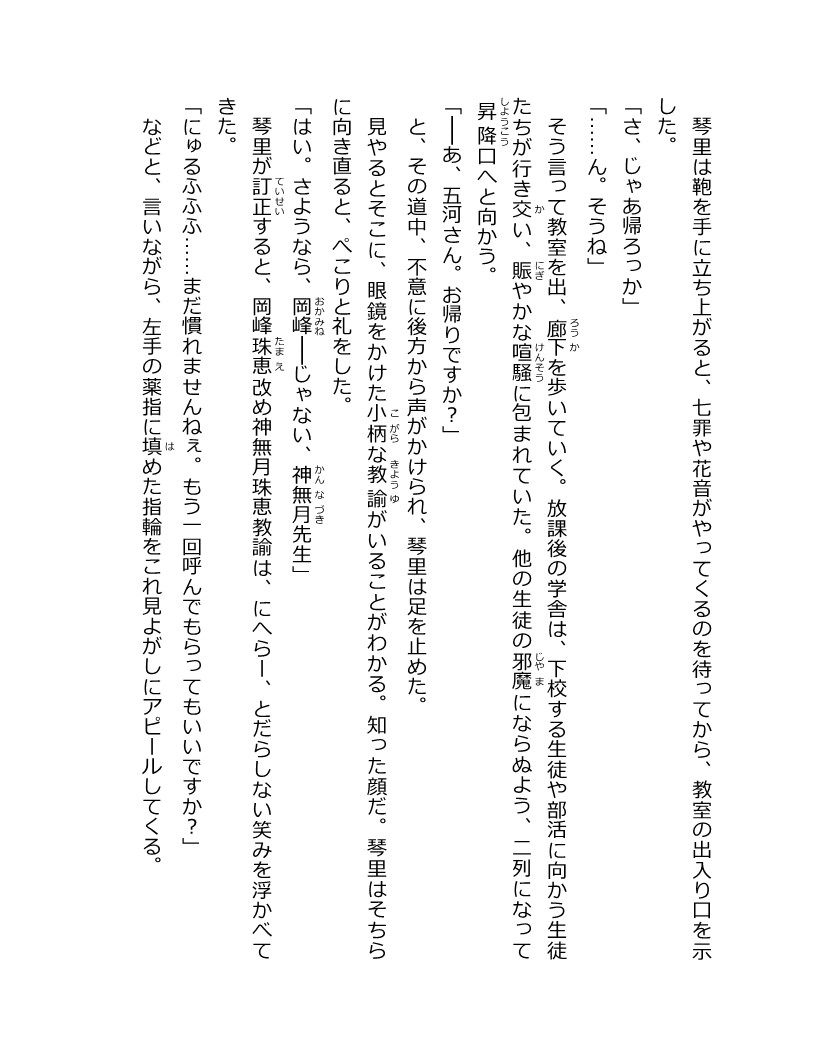 琴里は鞄を手に立ち上がると、七罪や花音がやってくるのを待ってから、教室の出入り口を示
した。
「さ、じゃあ帰ろっか」
「……ん。そうね」
　そう言って教室を出、廊下を歩いていく。放課後の学舎は、下校する生徒や部活に向かう生徒
たちが行き交い、賑やかな喧騒に包まれていた。他の生徒の邪魔にならぬよう、二列になって
昇降口へと向かう。
「――あ、五河さん。お帰りですか？」
　と、その道中、不意に後方から声がかけられ、琴里は足を止めた。
　見やるとそこに、眼鏡をかけた小柄な教諭がいることがわかる。知った顔だ。琴里はそちら
に向き直ると、ぺこりと礼をした。
「はい。さようなら、岡峰――じゃない、神無月先生」
　琴里が訂正すると、岡峰珠恵改め神無月珠恵教諭は、にへらー、とだらしない笑みを浮かべて
きた。
「にゅるふふふ……まだ慣れませんねぇ。もう一回呼んでもらってもいいですか？」
　などと、言いながら、左手の薬指に填めた指輪をこれ見よがしにアピールしてくる。